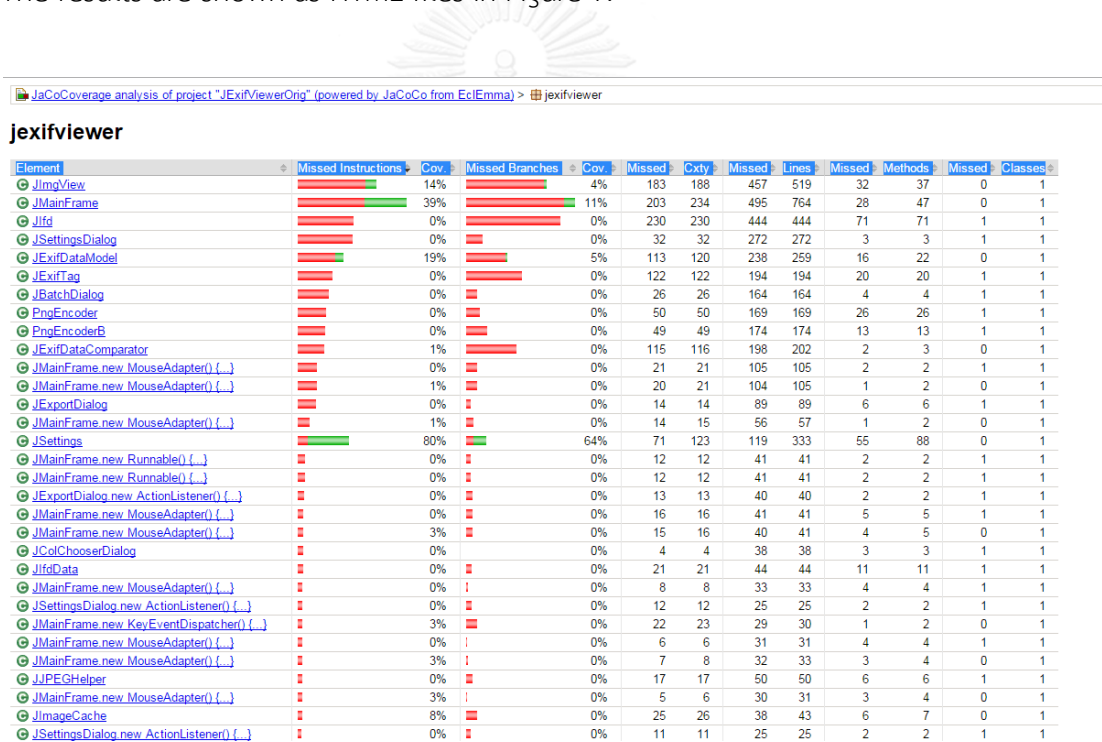 The results are shown as HTML files in Figure 1.
JaCoCoverage analysis of project "JExifViewerOrig" (powered by JaCoCo from EclEmma) > jexifviewer
jexifviewer
Element Missed Instructions Cov. Missed Branches Cov. Missed Cxty Missed Lines Missed Methods Missed Classes
JImgView 14% 4% 183 188 457 519 32 37 0 1
JMainFrame 39% 11% 203 234 495 764 28 47 0 1
JIfd 0% 0% 230 230 444 444 71 71 1 1
JSettingsDialog 0% 0% 32 32 272 272 3 3 1 1
JExifDataModel 19% 5% 113 120 238 259 16 22 0 1
JExifTag 0% 0% 122 122 194 194 20 20 1 1
JBatchDialog 0% 0% 26 26 164 164 4 4 1 1
PngEncoder 0% 0% 50 50 169 169 26 26 1 1
PngEncoderB 0% 0% 49 49 174 174 13 13 1 1
JExifDataComparator 1% 0% 115 116 198 202 2 3 0 1
JMainFrame.new MouseAdapter() {...} 0% 0% 21 21 105 105 2 2 1 1
JMainFrame.new MouseAdapter() {...} 1% 0% 20 21 104 105 1 2 0 1
JExportDialog 0% 0% 14 14 89 89 6 6 1 1
JMainFrame.new MouseAdapter() {...} 1% 0% 14 15 56 57 1 2 0 1
JSettings 80% 64% 71 123 119 333 55 88 0 1
JMainFrame.new Runnable() {...} 0% 0% 12 12 41 41 2 2 1 1
JMainFrame.new Runnable() {...} 0% 0% 12 12 41 41 2 2 1 1
JExportDialog.new ActionListener() {...} 0% 0% 13 13 40 40 2 2 1 1
JMainFrame.new MouseAdapter() {...} 0% 0% 16 16 41 41 5 5 1 1
JMainFrame.new MouseAdapter() {...} 3% 0% 15 16 40 41 4 5 0 1
JColChooserDialog 0% 0% 4 4 38 38 3 3 1 1
JIfdData 0% 0% 21 21 44 44 11 11 1 1
JMainFrame.new MouseAdapter() {...} 0% 0% 8 8 33 33 4 4 1 1
JSettingsDialog.new ActionListener() {...} 0% 0% 12 12 25 25 2 2 1 1
JMainFrame.new KeyEventDispatcher() {...} 3% 0% 22 23 29 30 1 2 0 1
JMainFrame.new MouseAdapter() {...} 0% 0% 6 6 31 31 4 4 1 1
JMainFrame.new MouseAdapter() {...} 3% 0% 7 8 32 33 3 4 0 1
JJPEGHelper 0% 0% 17 17 50 50 6 6 1 1
JMainFrame.new MouseAdapter() {...} 3% 0% 5 6 30 31 3 4 0 1
JImageCache 8% 0% 25 26 38 43 6 7 0 1
JSettingsDialog.new ActionListener() {...} 0% 0% 11 11 25 25 2 2 1 1